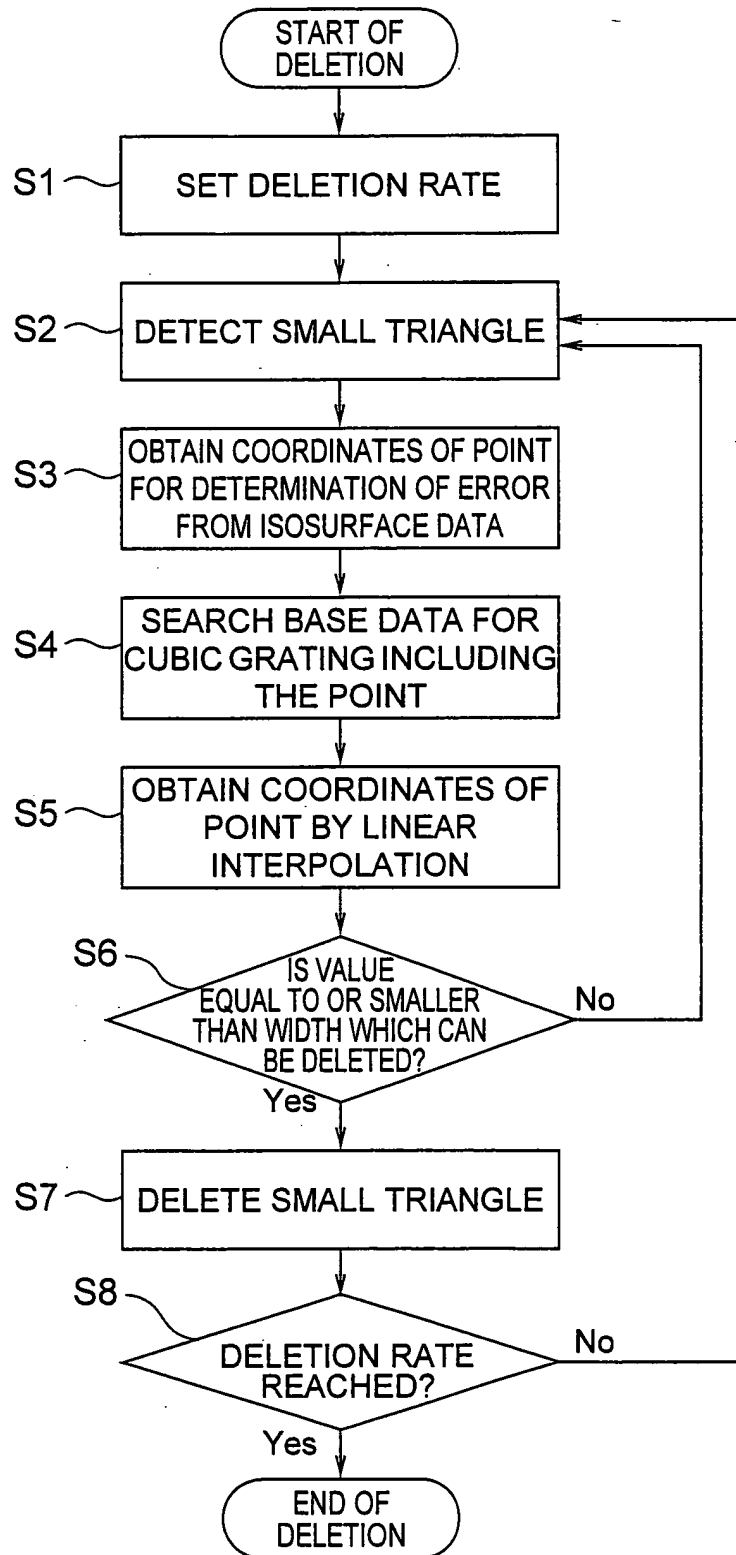 START OF
DELETION
S1
SET DELETION RATE
S2
DETECT SMALL TRIANGLE
S3
OBTAIN COORDINATES OF POINT
FOR DETERMINATION OF ERROR
FROM ISOSURFACE DATA
S4
SEARCH BASE DATA FOR
CUBIC GRATING INCLUDING
THE POINT
S5
OBTAIN COORDINATES OF
POINT BY LINEAR
INTERPOLATION
S6
IS VALUE
EQUAL TO OR SMALLER
THAN WIDTH WHICH CAN
BE DELETED?
No
Yes
S7
DELETE SMALL TRIANGLE
S8
DELETION RATE
REACHED?
No
Yes
END OF
DELETION